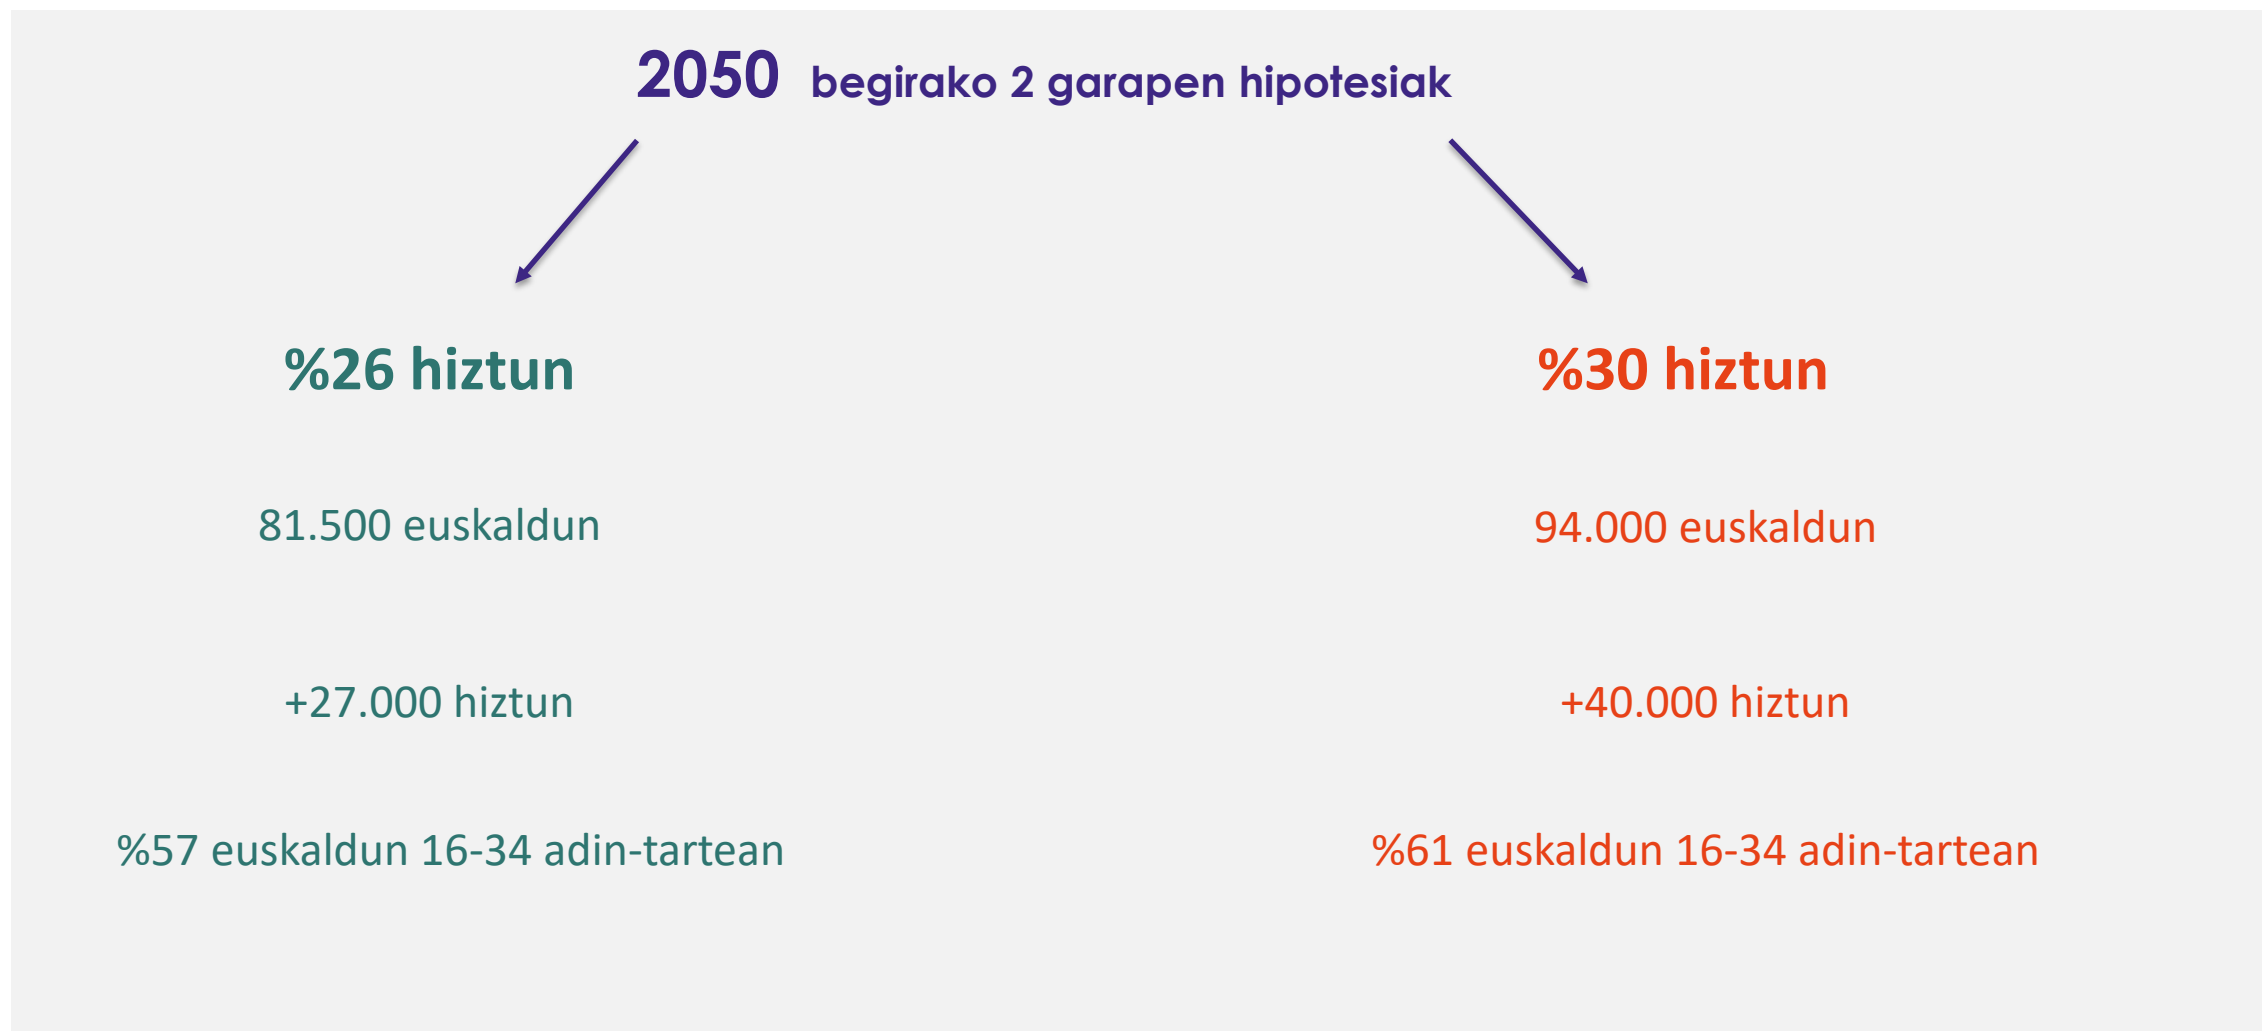 2050 begirako 2 garapen hipotesiak
%26 hiztun
81.500 euskaldun
+27.000 hiztun
%57 euskaldun 16-34 adin-tartean
%30 hiztun
94.000 euskaldun
+40.000 hiztun
%61 euskaldun 16-34 adin-tartean